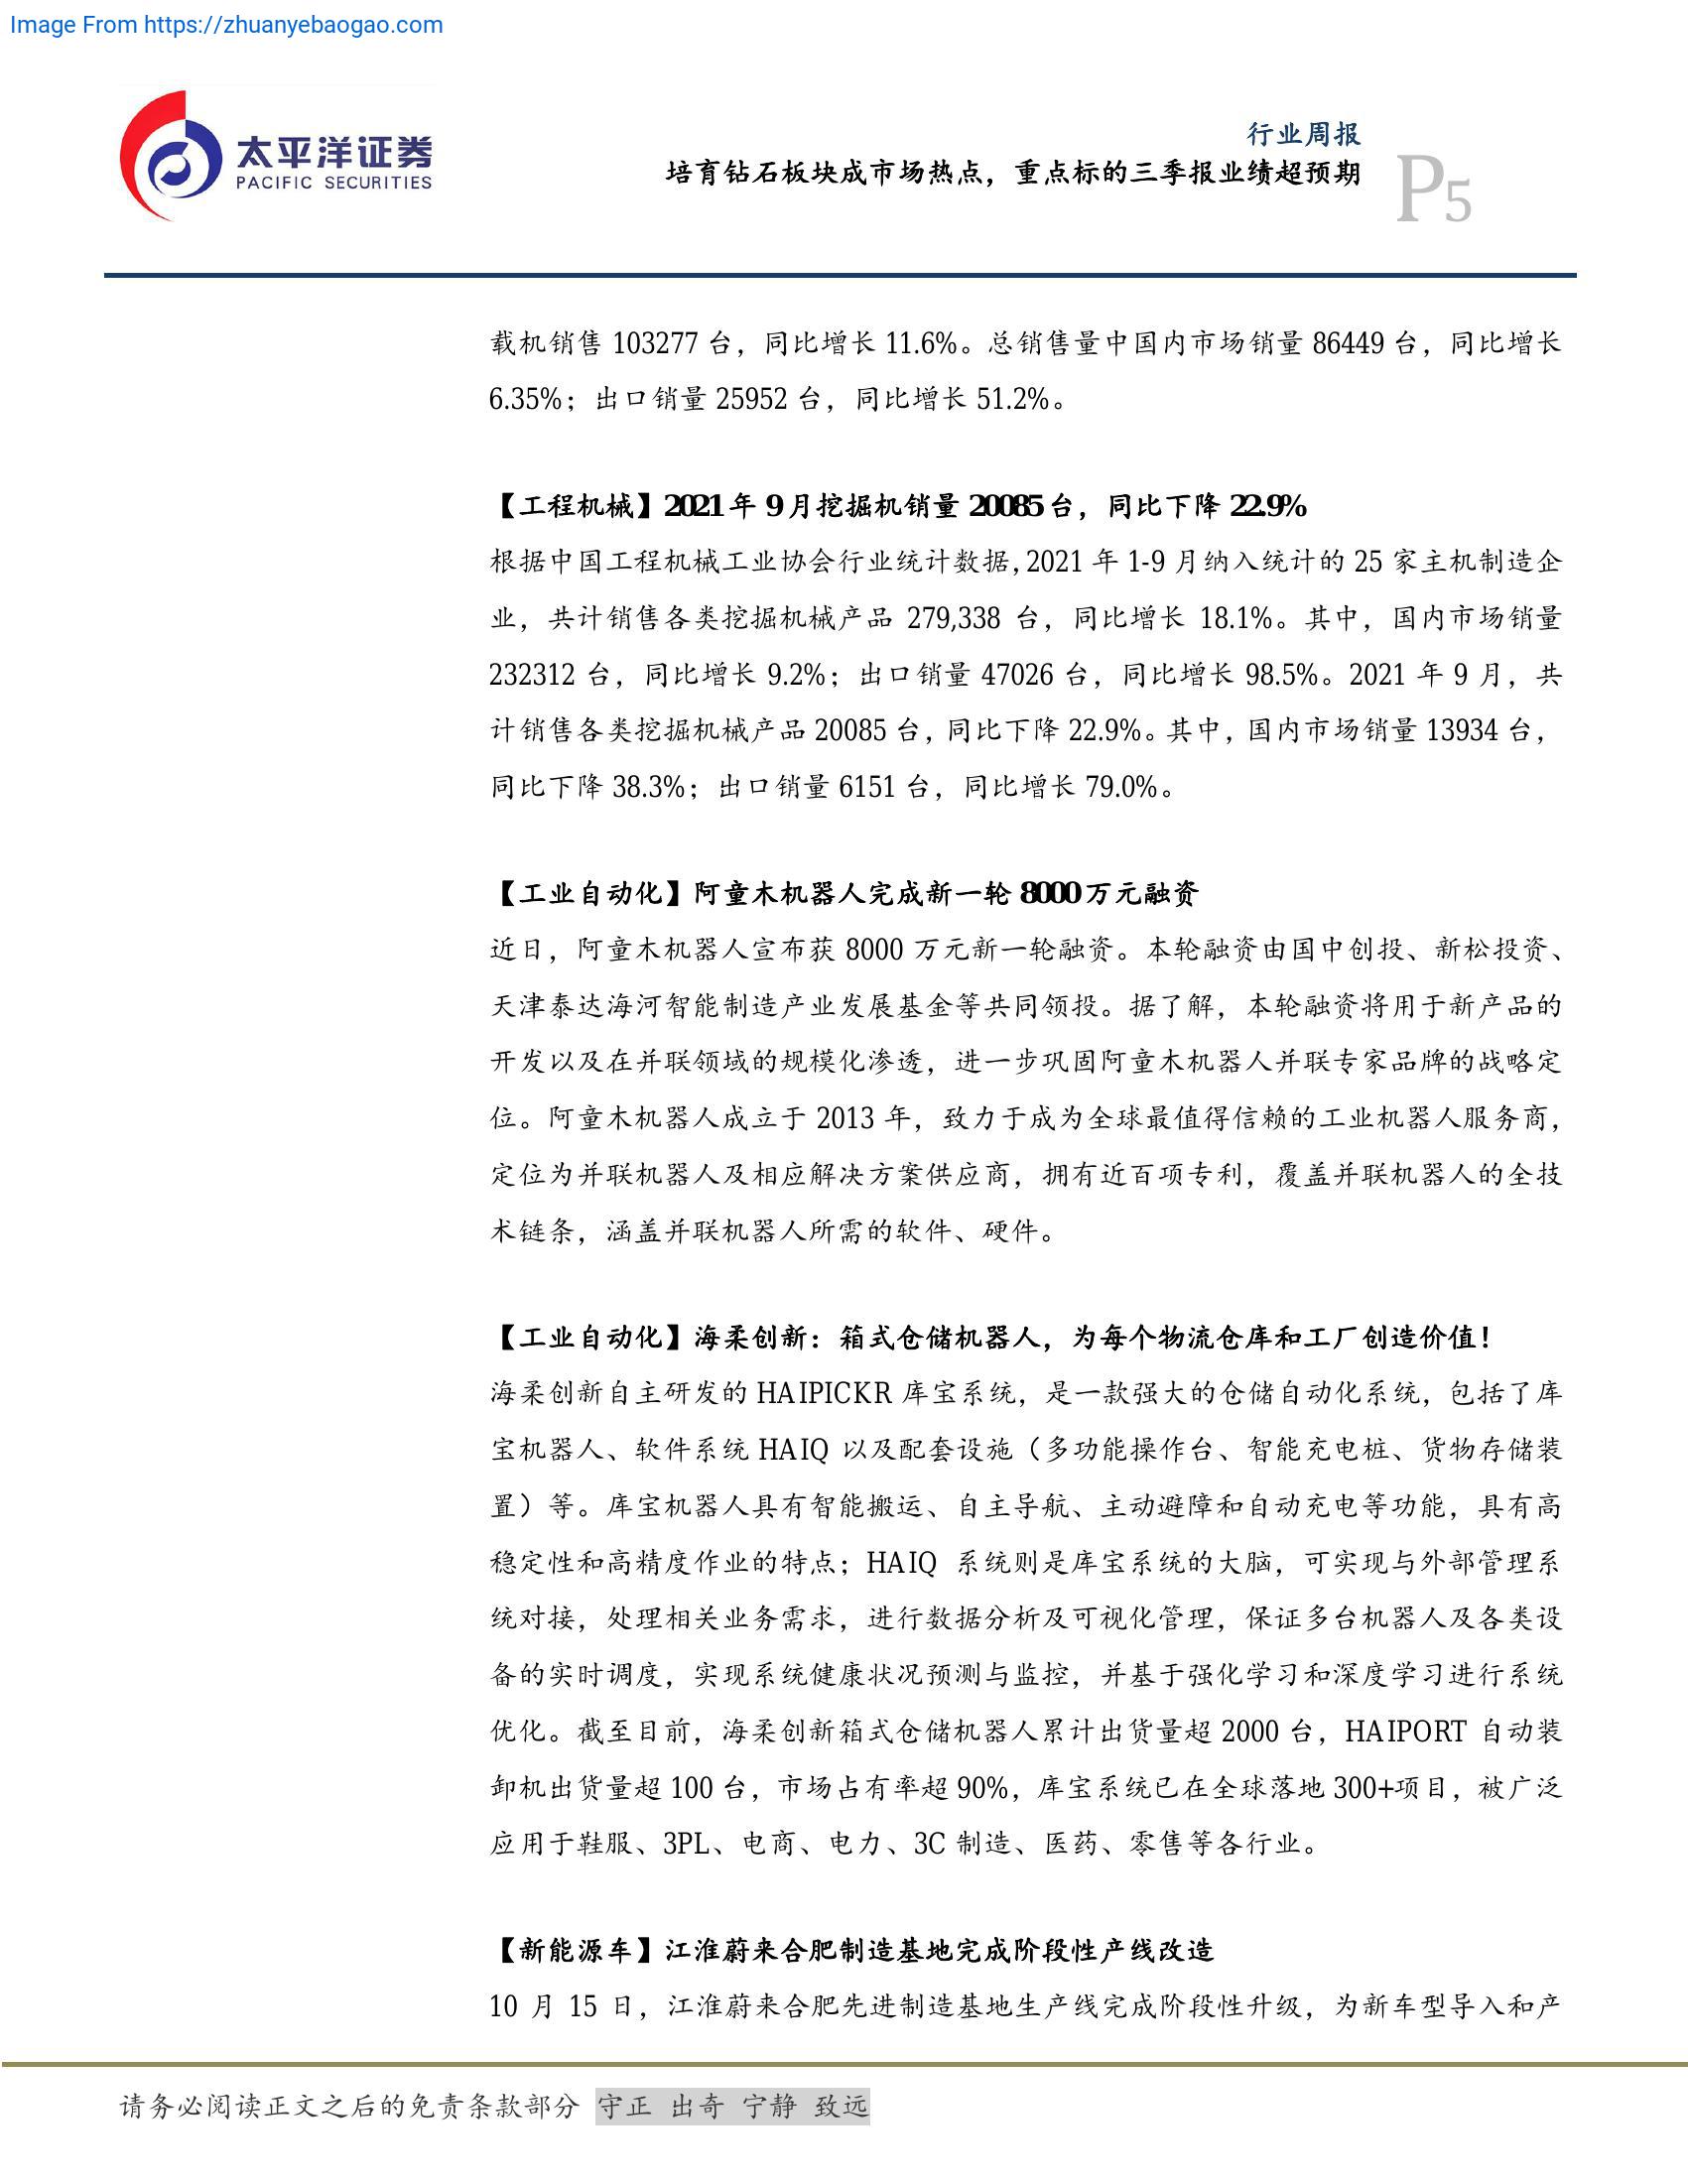 Image From https://zhuanyebaogao.com
太平洋证券
PACIFIC SECURITIES
行业周报
培育钻石板块成市场热点，重点标的三季报业绩超预期
P5
载机销售 103277 台，同比增长 11.6%。总销售量中国内市场销量 86449 台，同比增长
6.35%；出口销量 25952 台，同比增长 51.2%。
【工程机械】2021 年 9 月挖掘机销量 20085 台，同比下降 22.9%
根据中国工程机械工业协会行业统计数据，2021 年 1-9 月纳入统计的 25 家主机制造企
业，共计销售各类挖掘机械产品 279,338 台，同比增长 18.1%。其中，国内市场销量
232312 台，同比增长 9.2%；出口销量 47026 台，同比增长 98.5%。2021 年 9 月，共
计销售各类挖掘机械产品 20085 台，同比下降 22.9%。其中，国内市场销量 13934 台，
同比下降 38.3%；出口销量 6151 台，同比增长 79.0%。
【工业自动化】阿童木机器人完成新一轮 8000 万元融资
近日，阿童木机器人宣布获 8000 万元新一轮融资。本轮融资由国中创投、新松投资、
天津泰达海河智能制造产业发展基金等共同领投。据了解，本轮融资将用于新产品的
开发以及在并联领域的规模化渗透，进一步巩固阿童木机器人并联专家品牌的战略定
位。阿童木机器人成立于 2013 年，致力于成为全球最值得信赖的工业机器人服务商，
定位为并联机器人及相应解决方案供应商，拥有近百项专利，覆盖并联机器人的全技
术链条，涵盖并联机器人所需的软件、硬件。
【工业自动化】海柔创新：箱式仓储机器人，为每个物流仓库和工厂创造价值！
海柔创新自主研发的 HAIPICKR 库宝系统，是一款强大的仓储自动化系统，包括了库
宝机器人、软件系统 HAIQ 以及配套设施（多功能操作台、智能充电桩、货物存储装
置）等。库宝机器人具有智能搬运、自主导航、主动避障和自动充电等功能，具有高
稳定性和高精度作业的特点；HAIQ 系统则是库宝系统的大脑，可实现与外部管理系
统对接，处理相关业务需求，进行数据分析及可视化管理，保证多台机器人及各类设
备的实时调度，实现系统健康状况预测与监控，并基于强化学习和深度学习进行系统
优化。截至目前，海柔创新箱式仓储机器人累计出货量超 2000 台，HAIPORT 自动装
卸机出货量超 100 台，市场占有率超 90%，库宝系统已在全球落地 300+项目，被广泛
应用于鞋服、3PL、电商、电力、3C 制造、医药、零售等各行业。
【新能源车】江淮蔚来合肥制造基地完成阶段性产线改造
10 月 15 日，江淮蔚来合肥先进制造基地生产线完成阶段性升级，为新车型导入和产
请务必阅读正文之后的免责条款部分 守正 出奇 宁静 致远